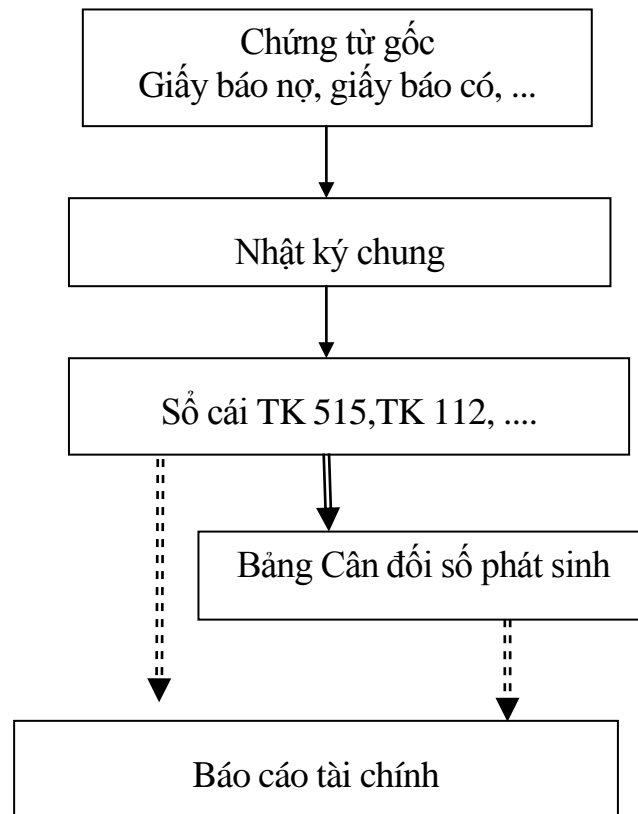 Chứng từ gốc
Giấy báo nợ, giấy báo có, ...
Nhật ký chung
Sổ cái TK 515,TK 112, ....
Bảng Cân đối số phát sinh
Báo cáo tài chính